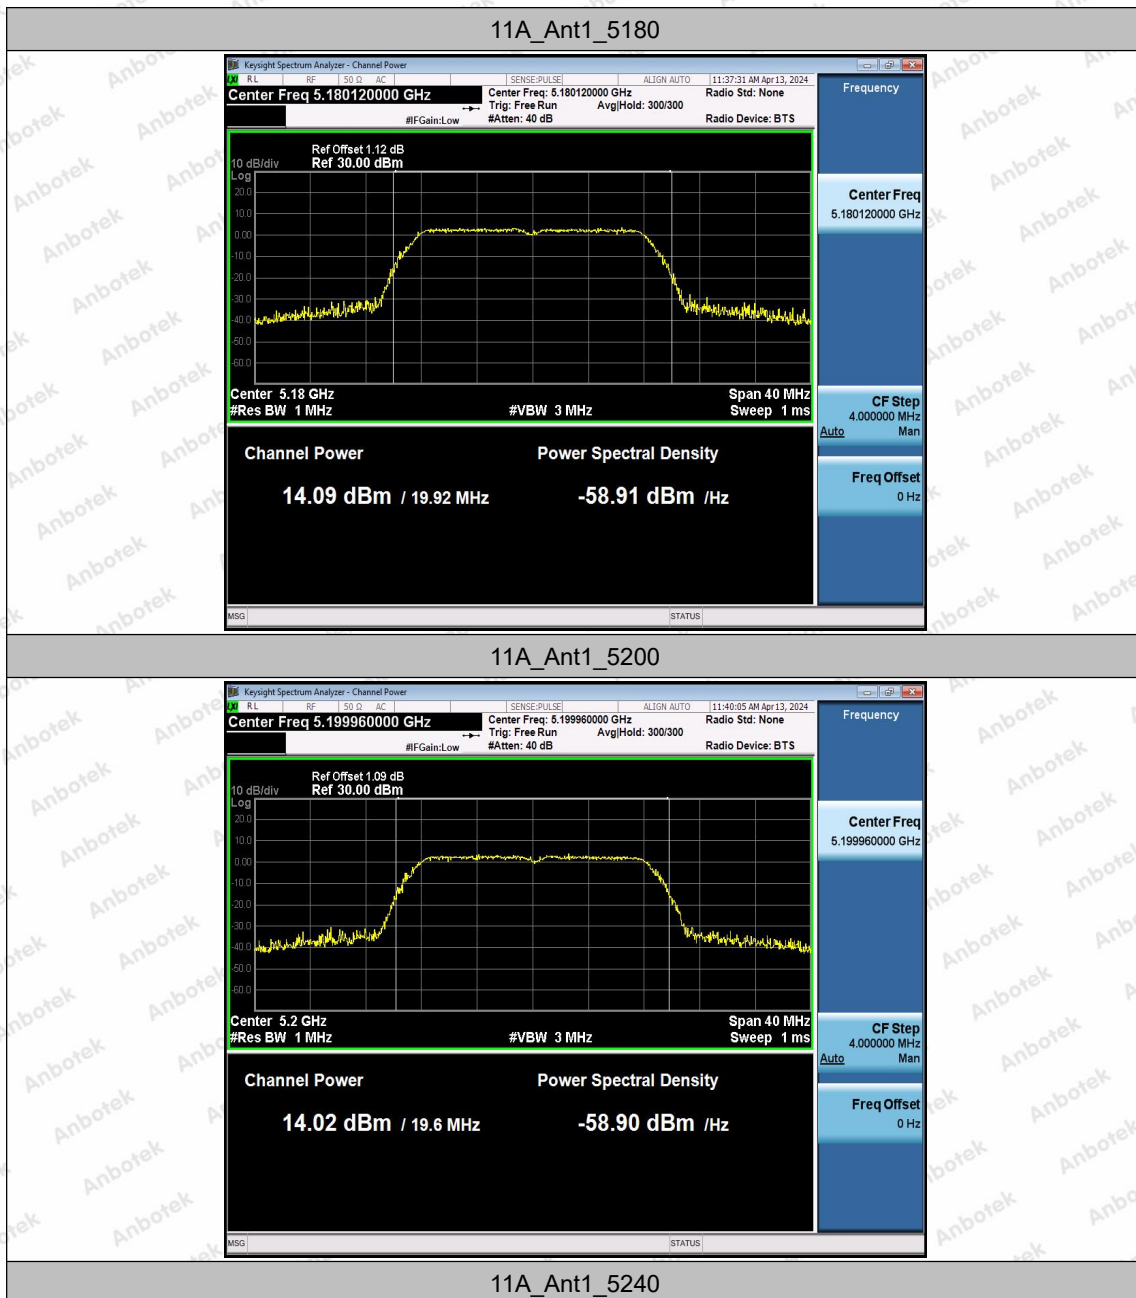 11A_Ant1_5180
Keysight Spectrum Analyzer - Channel Power
LXI RL RF 50 Ω AC SENSE:PULSE ALIGN AUTO 11:37:31 AM Apr 13, 2024
Center Freq 5.180120000 GHz
Center Freq: 5.180120000 GHz Radio Std: None
Trig: Free Run Avg|Hold: 300/300
#IFGain:Low #Atten: 40 dB Radio Device: BTS
Frequency
Ref Offset 1.12 dB
10 dB/div Ref 30.00 dBm
Log
20.0
10.0
0.00
-10.0
-20.0
-30.0
-40.0
-50.0
-60.0
Center 5.18 GHz Span 40 MHz
#Res BW 1 MHz #VBW 3 MHz Sweep 1 ms
Center Freq
5.180120000 GHz
CF Step
4.000000 MHz
Auto Man
Freq Offset
0 Hz
Channel Power Power Spectral Density
14.09 dBm / 19.92 MHz -58.91 dBm /Hz
MSG STATUS
11A_Ant1_5200
Keysight Spectrum Analyzer - Channel Power
LXI RL RF 50 Ω AC SENSE:PULSE ALIGN AUTO 11:40:05 AM Apr 13, 2024
Center Freq 5.199960000 GHz
Center Freq: 5.199960000 GHz Radio Std: None
Trig: Free Run Avg|Hold: 300/300
#IFGain:Low #Atten: 40 dB Radio Device: BTS
Frequency
Ref Offset 1.09 dB
10 dB/div Ref 30.00 dBm
Log
20.0
10.0
0.00
-10.0
-20.0
-30.0
-40.0
-50.0
-60.0
Center 5.2 GHz Span 40 MHz
#Res BW 1 MHz #VBW 3 MHz Sweep 1 ms
Center Freq
5.199960000 GHz
CF Step
4.000000 MHz
Auto Man
Freq Offset
0 Hz
Channel Power Power Spectral Density
14.02 dBm / 19.6 MHz -58.90 dBm /Hz
MSG STATUS
11A_Ant1_5240
Anbotek